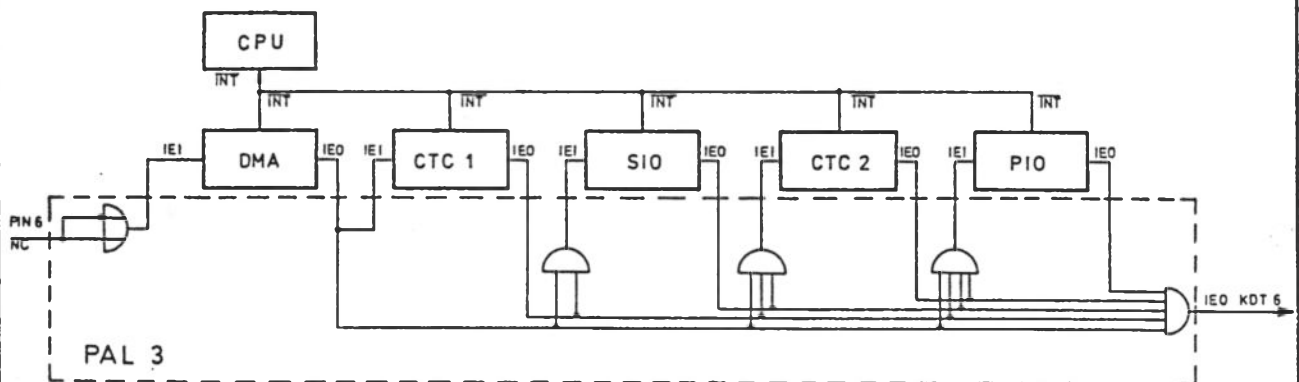 CPU
INT
INT INT INT INT INT
IEI DMA IEO IEI CTC 1 IEO IEI SIO IEO IEI CTC 2 IEO IEI PIO IEO
PIN 6
NC
IEO KDT 6
PAL 3